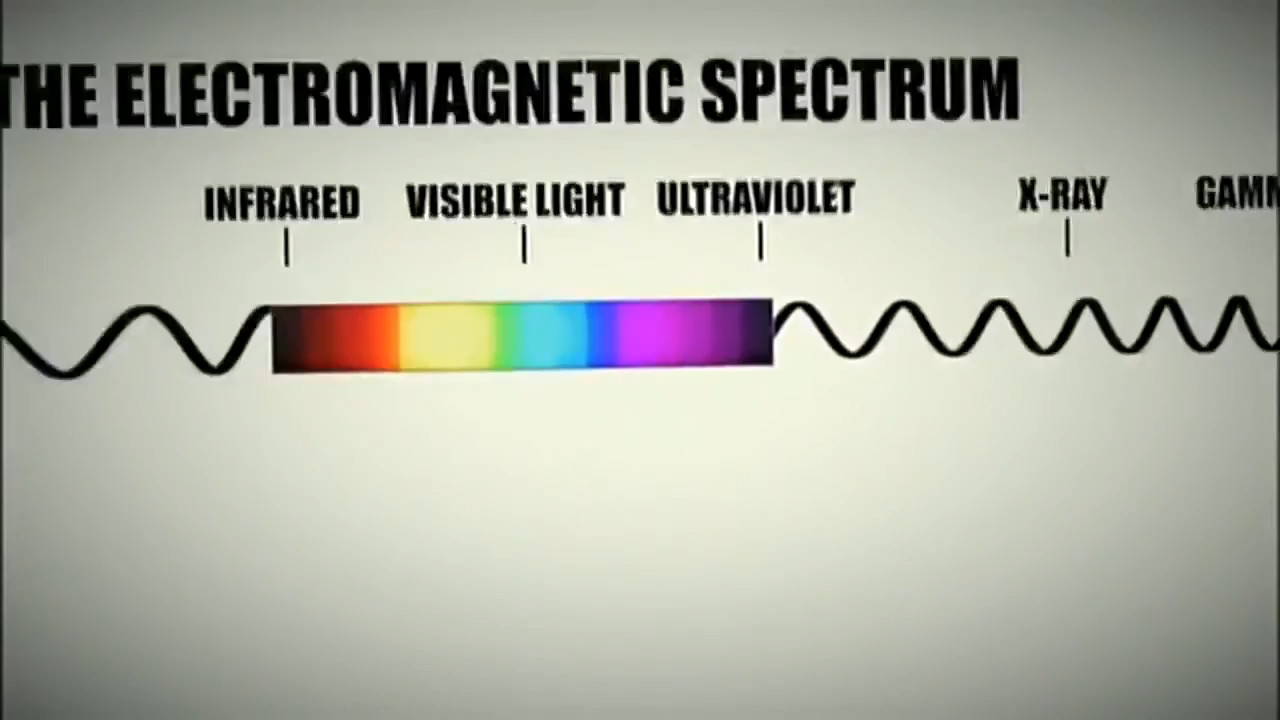 THE ELECTROMAGNETIC SPECTRUM
INFRARED VISIBLE LIGHT ULTRAVIOLET X-RAY